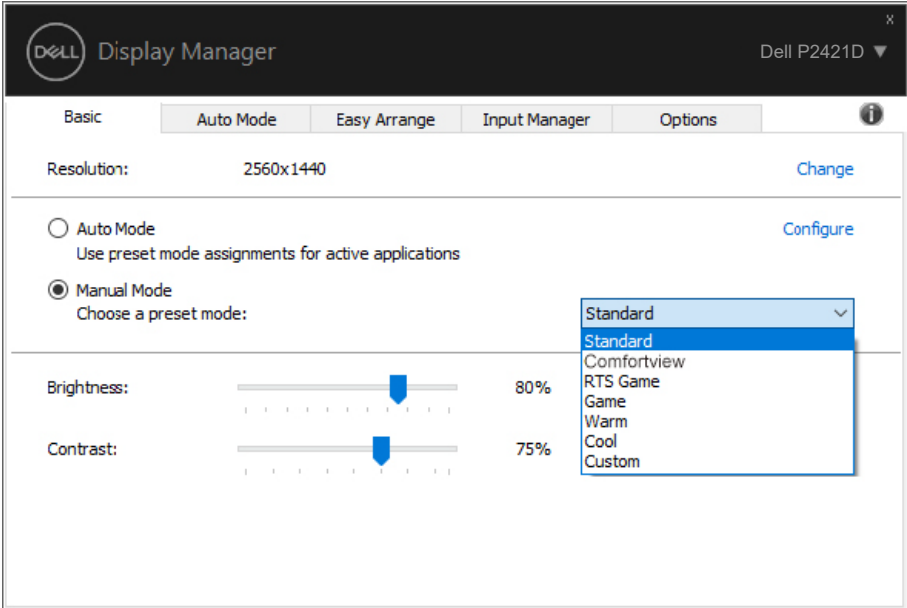 x
DELL Display Manager
Dell P2421D ▼
Basic Auto Mode Easy Arrange Input Manager Options
Resolution: 2560x1440 Change
Auto Mode Configure
Use preset mode assignments for active applications
Manual Mode
Choose a preset mode: Standard
Standard
Comfortview
RTS Game
Game
Warm
Cool
Custom
Brightness: 80%
Contrast: 75%